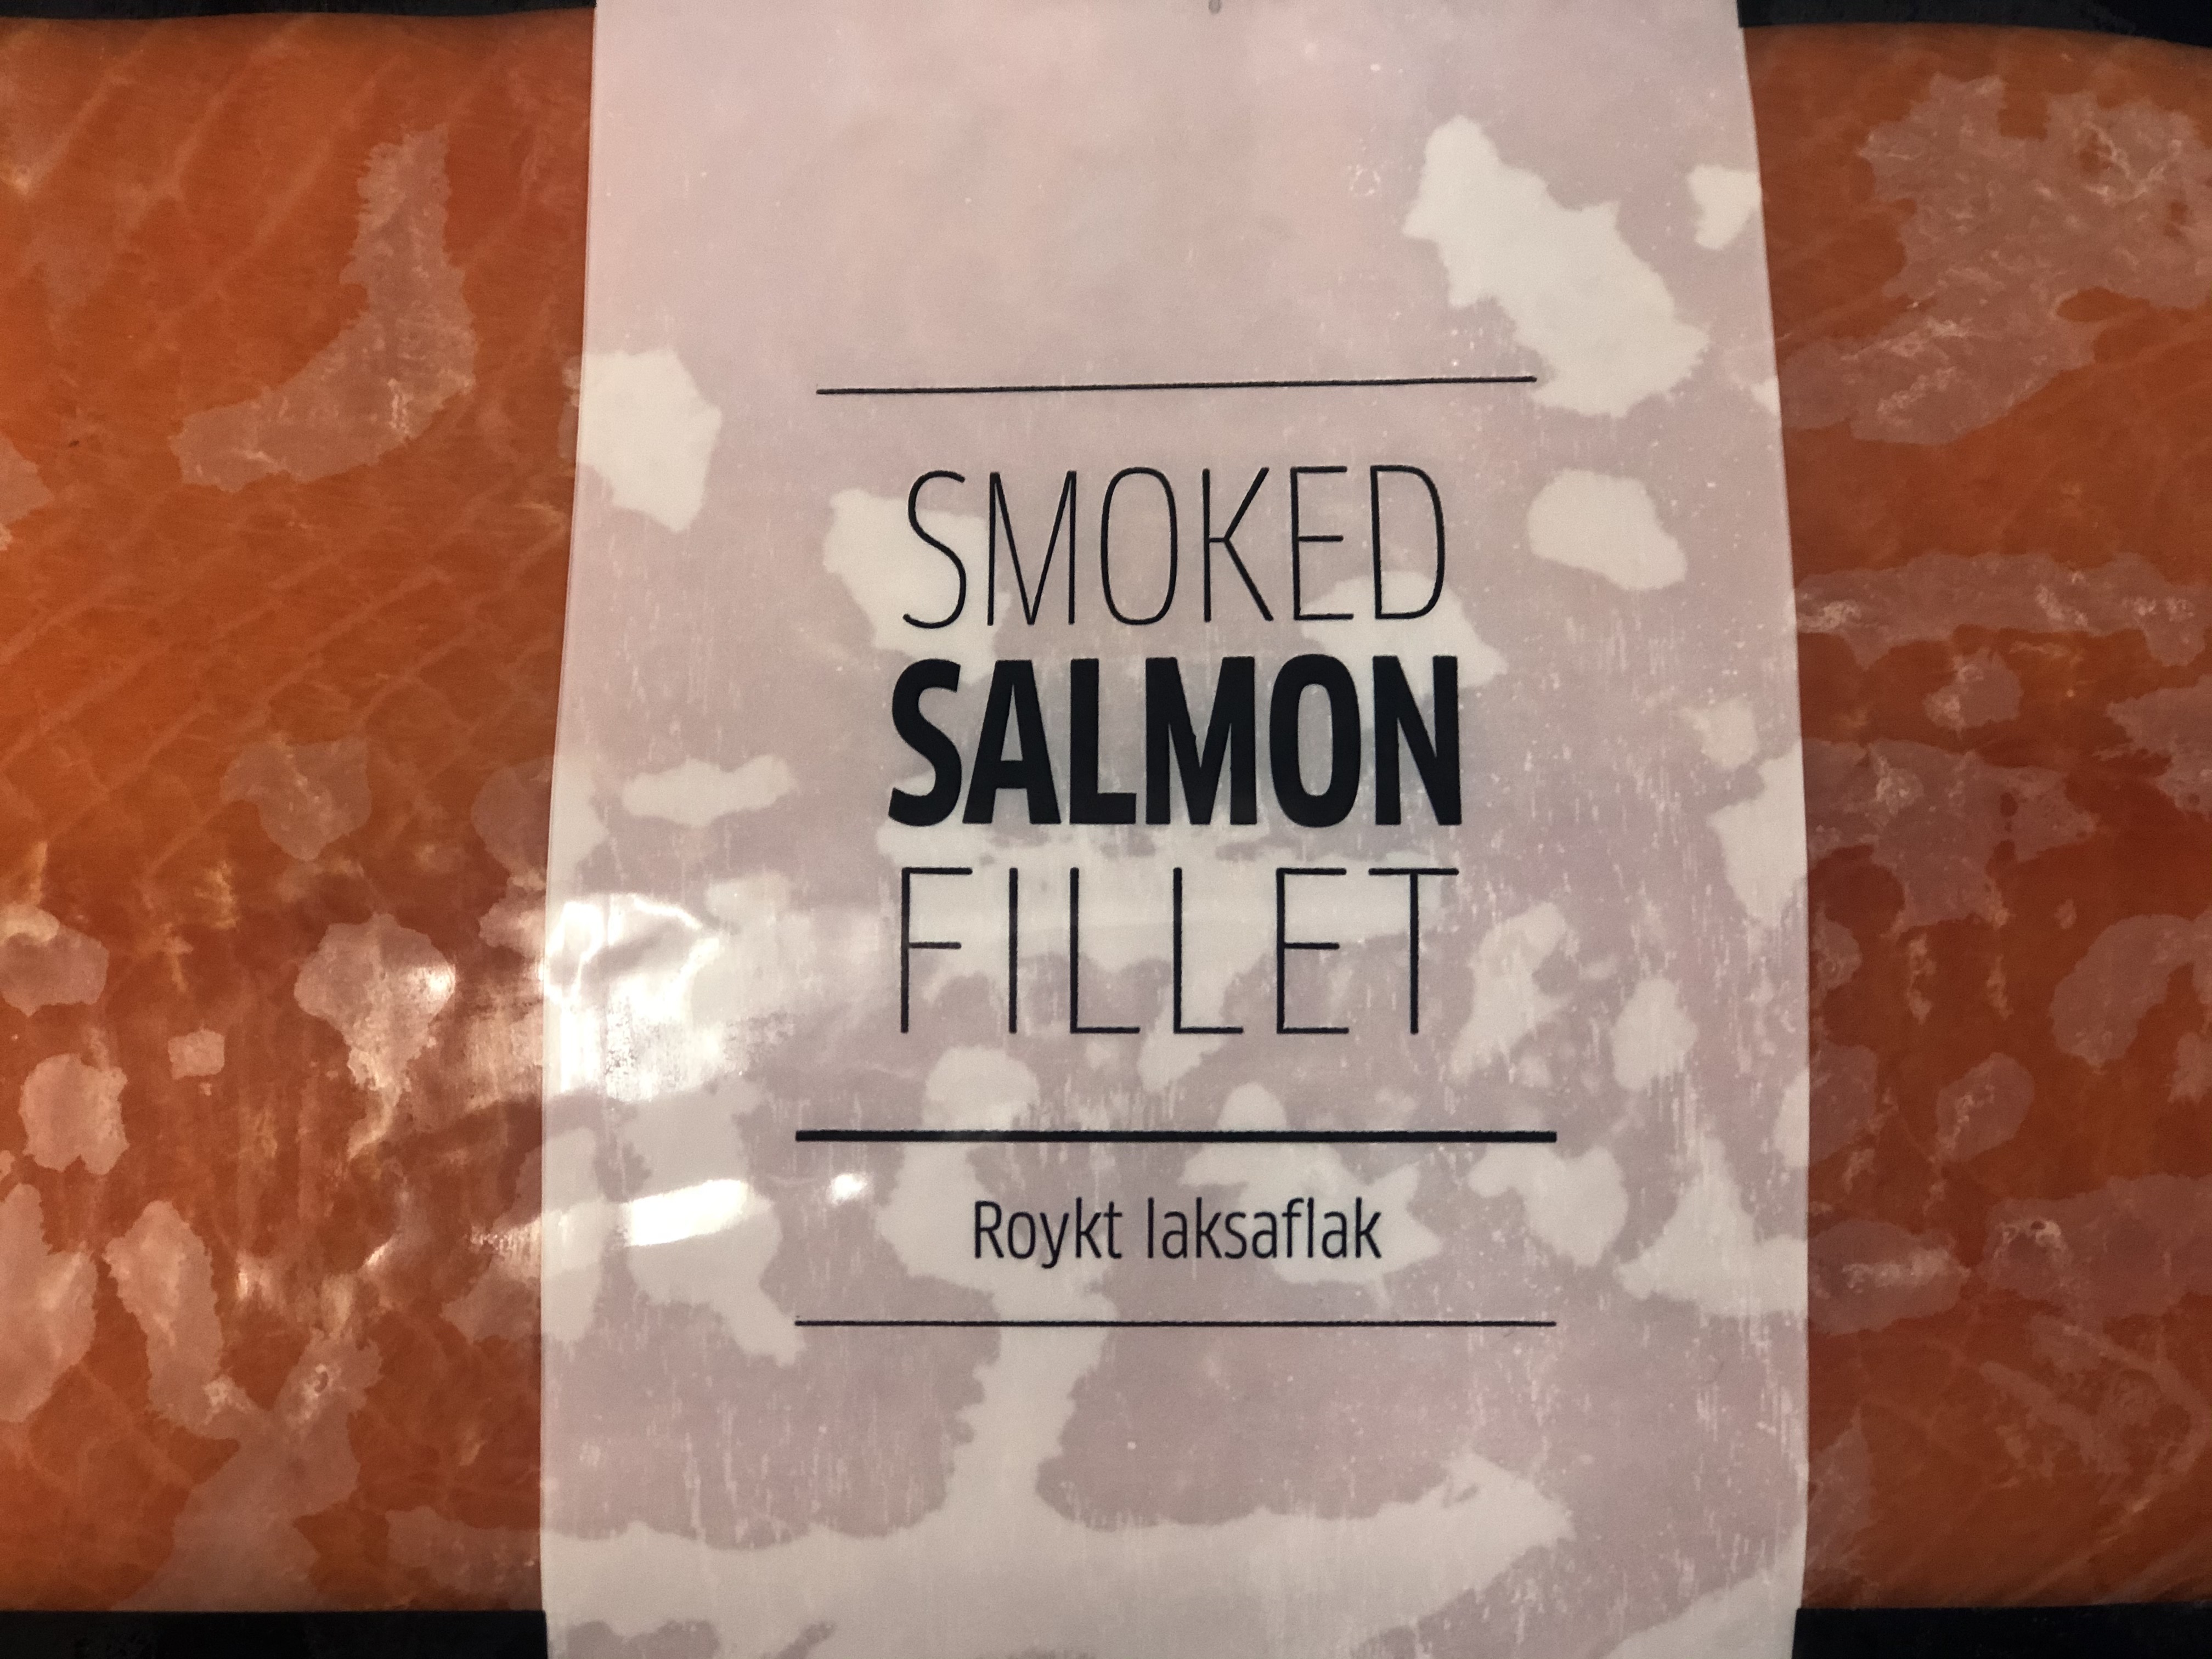 SMOKED
SALMON
FILLET
Roykt laksaflak